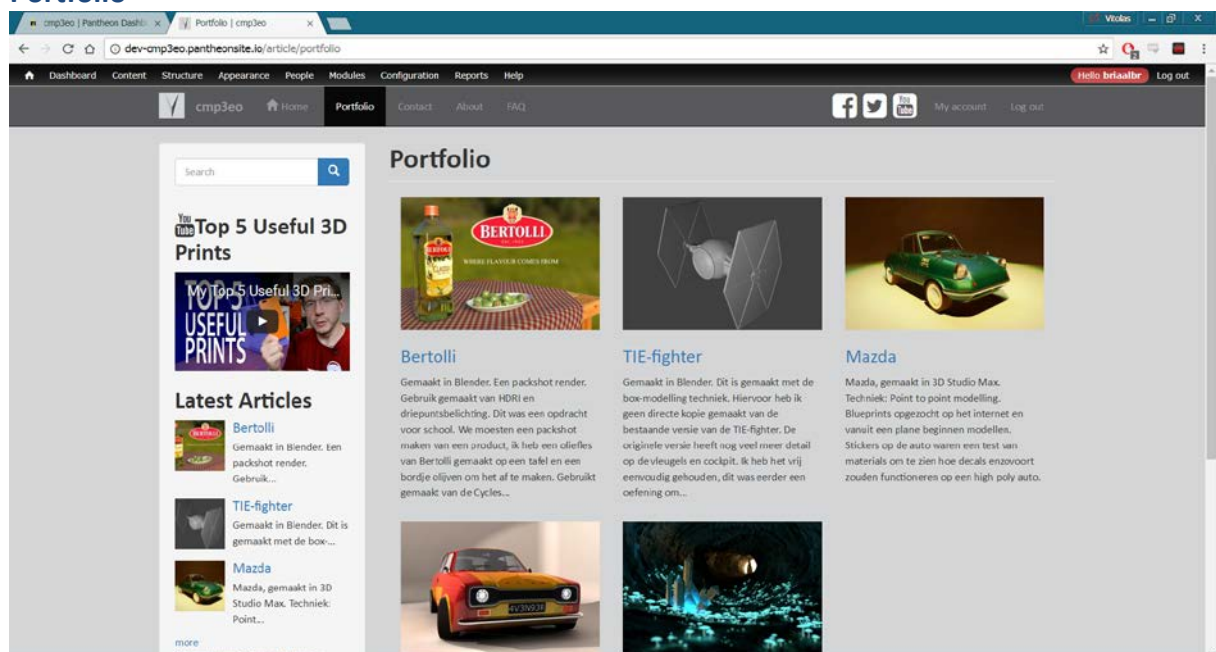 Portfolio
cmp3eo | Pantheon Dashb
Portfolio | cmp3eo
Vitolas
dev-cmp3eo.pantheonsite.io/article/portfolio
2
Dashboard Content Structure Appearance People Modules Configuration Reports Help
Hello briaalbr Log out
cmp3eo Home Portfolio Contact About FAQ
You Tube
My account Log out
Search
You Tube Top 5 Useful 3D
Prints
My Top 5 Useful 3D Pri...
TOP 5
USEFUL
PRINTS
Latest Articles
Bertolli
Gemaakt in Blender. Een
packshot render.
Gebruik...
TIE-fighter
Gemaakt in Blender. Dit is
gemaakt met de box-...
Mazda
Mazda, gemaakt in 3D
Studio Max. Techniek:
Point...
more
Portfolio
BERTOLLI
WHERE FLAVOUR COMES FROM
Bertolli
Gemaakt in Blender. Een packshot render.
Gebruik gemaakt van HDRI en
driepuntsbelichting. Dit was een opdracht
voor school. We moesten een packshot
maken van een product, ik heb een oliefles
van Bertolli gemaakt op een tafel en een
bordje olijven om het af te maken. Gebruikt
gemaakt van de Cycles...
TIE-fighter
Gemaakt in Blender. Dit is gemaakt met de
box-modelling techniek. Hiervoor heb ik
geen directe kopie gemaakt van de
bestaande versie van de TIE-fighter. De
originele versie heeft nog veel meer detail
op de vleugels en cockpit. Ik heb het vrij
eenvoudig gehouden, dit was eerder een
oefening om...
Mazda
Mazda, gemaakt in 3D Studio Max.
Techniek: Point to point modelling.
Blueprints opgezocht op het internet en
vanuit een plane beginnen modellen.
Stickers op de auto waren een test van
materials om te zien hoe decals enzovoort
zouden functioneren op een high poly auto.
4V3N93R